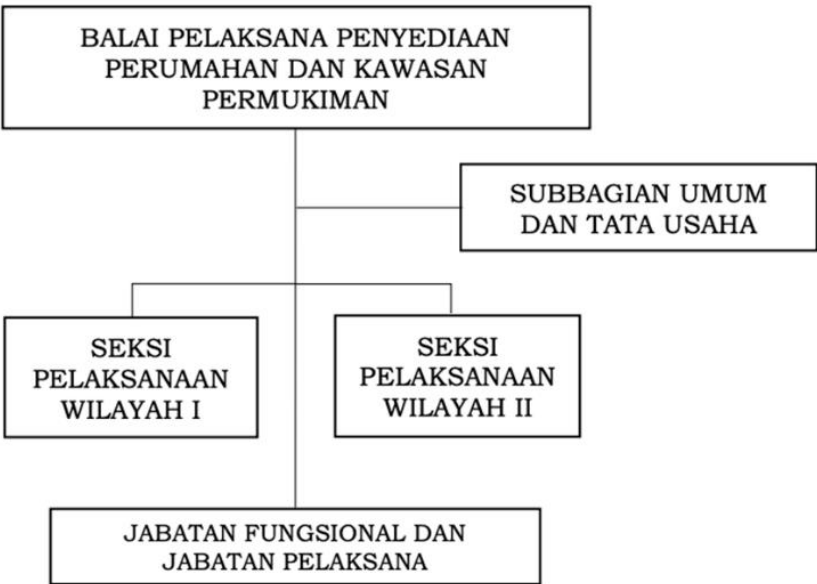 BALAI PELAKSANA PENYEDIAAN
PERUMAHAN DAN KAWASAN
PERMUKIMAN
SUBBAGIAN UMUM
DAN TATA USAHA
SEKSI
PELAKSANAAN
WILAYAH I
SEKSI
PELAKSANAAN
WILAYAH II
JABATAN FUNGSIONAL DAN
JABATAN PELAKSANA